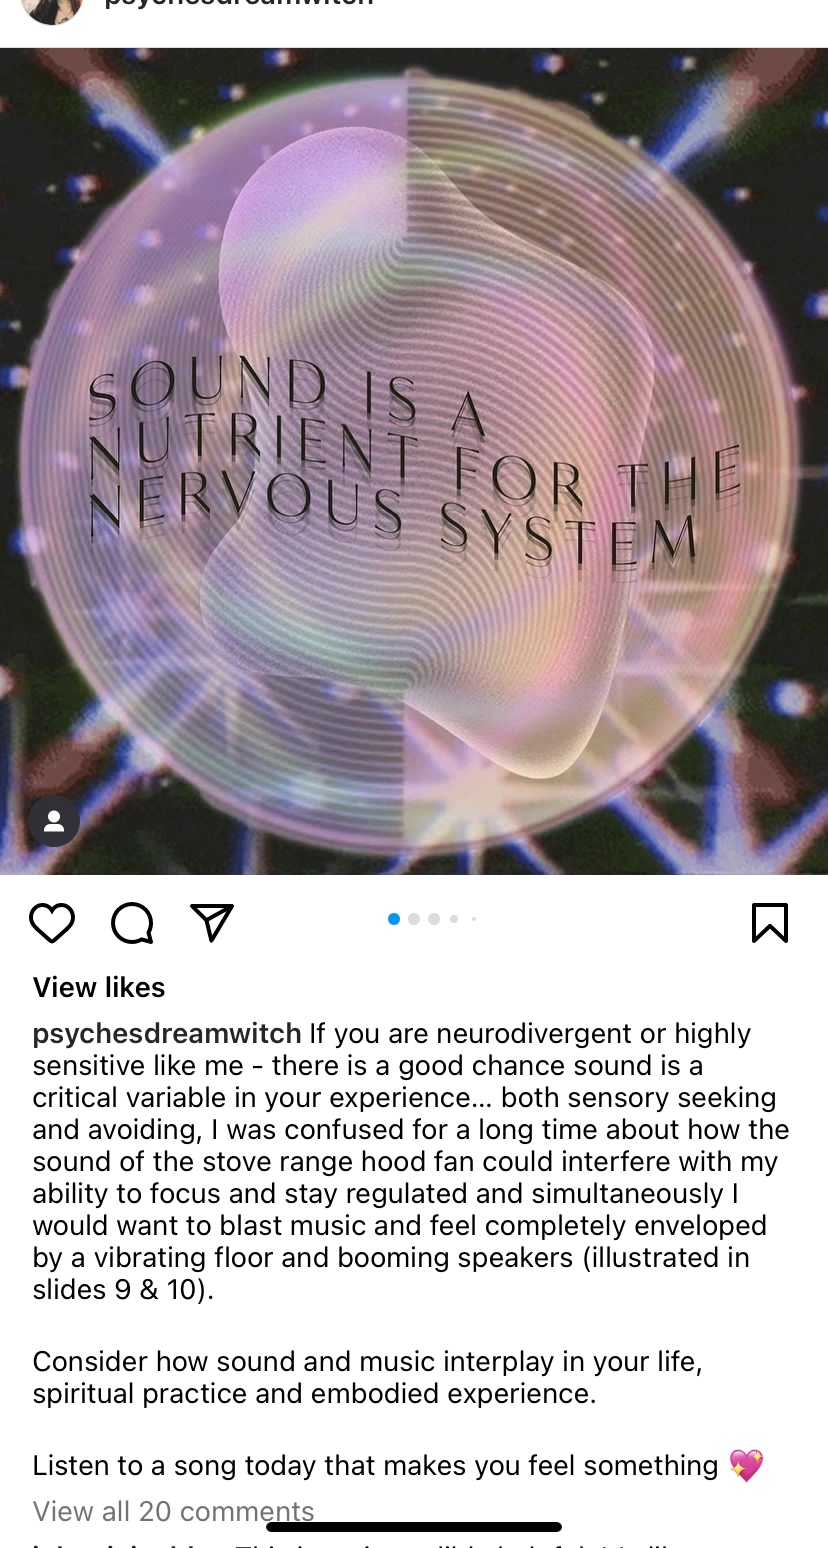 psychesdreamwitch
SOUND IS A
NUTRIENT FOR THE
NERVOUS SYSTEM
View likes
psychesdreamwitch If you are neurodivergent or highly
sensitive like me - there is a good chance sound is a
critical variable in your experience... both sensory seeking
and avoiding, I was confused for a long time about how the
sound of the stove range hood fan could interfere with my
ability to focus and stay regulated and simultaneously I
would want to blast music and feel completely enveloped
by a vibrating floor and booming speakers (illustrated in
slides 9 & 10).
Consider how sound and music interplay in your life,
spiritual practice and embodied experience.
Listen to a song today that makes you feel something 💖
View all 20 comments